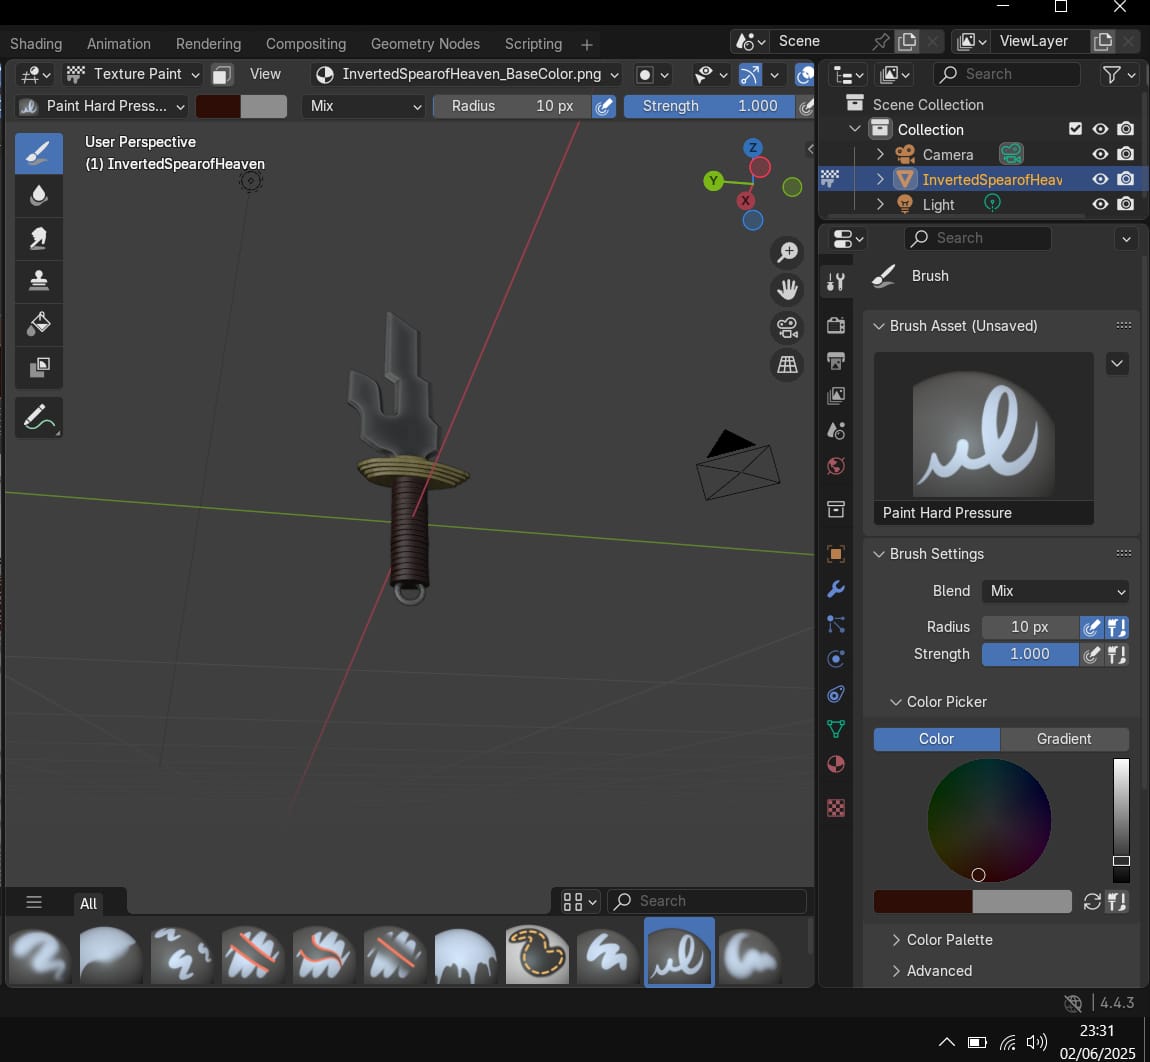 Shading Animation Rendering Compositing Geometry Nodes Scripting + Scene ViewLayer
Texture Paint View InvertedSpearofHeaven_BaseColor.png
Paint Hard Press... Mix Radius 10 px Strength 1.000
User Perspective
(1) InvertedSpearofHeaven
Z
Y
X
All
Search
Search
Scene Collection
Collection
Camera
InvertedSpearofHeav
Light
Search
Brush
Brush Asset (Unsaved)
Paint Hard Pressure
Brush Settings
Blend Mix
Radius 10 px
Strength 1.000
Color Picker
Color Gradient
Color Palette
Advanced
4.4.3
23:31
02/06/2025